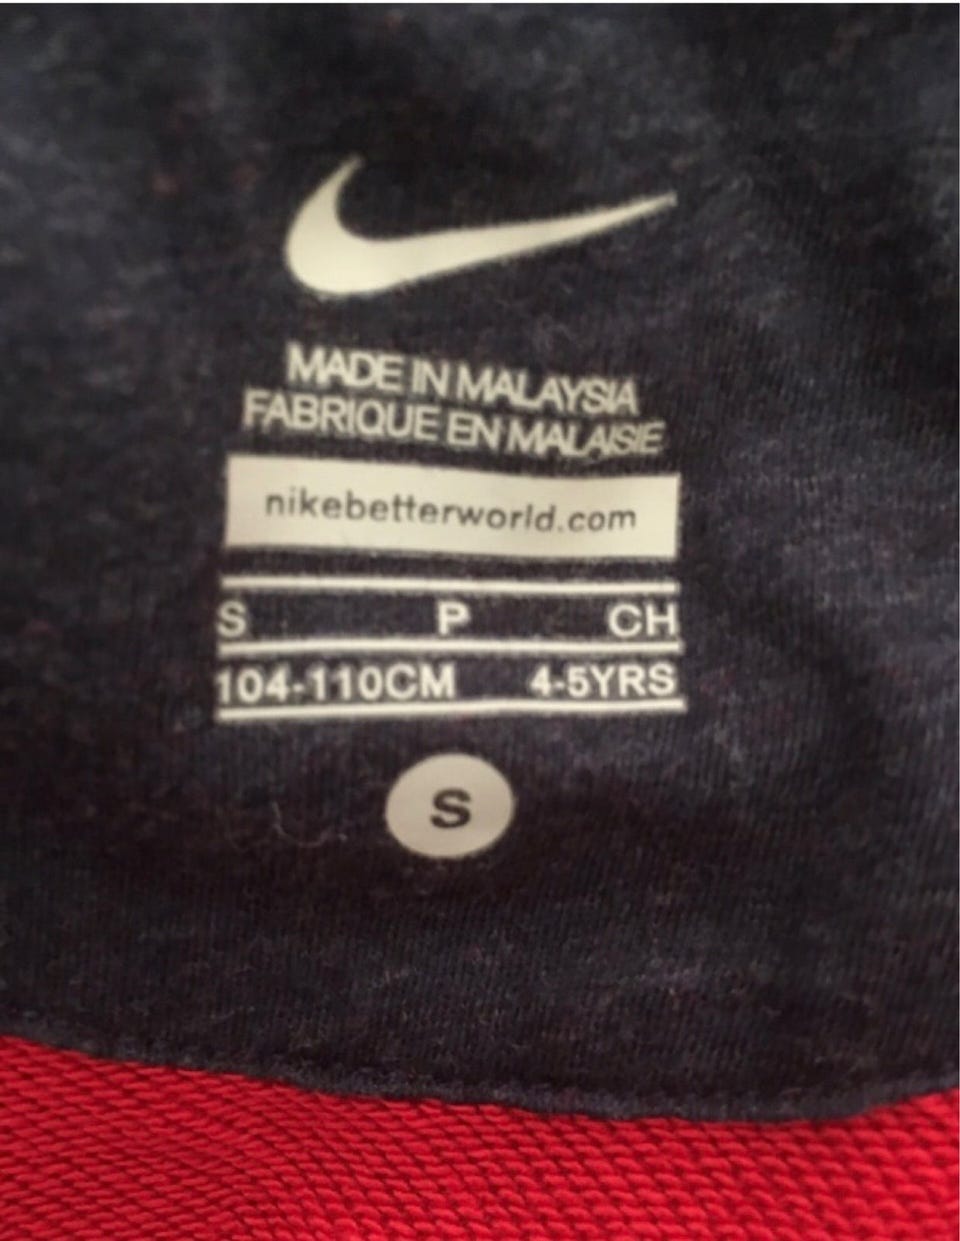 MADE IN MALAYSIA
FABRIQUE EN MALAISIE
nikebetterworld.com
S P CH
104-110CM 4-5YRS
S